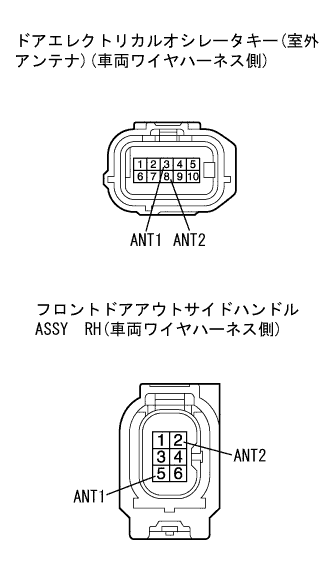 ドアエレクトリカルオシレータキー(室外
アンテナ)(車両ワイヤハーネス側)
1 2 3 4 5
6 7 8 9 10
ANT1 ANT2
フロントドアアウトサイドハンドル
ASSY RH(車両ワイヤハーネス側)
1 2
3 4
5 6
ANT2
ANT1